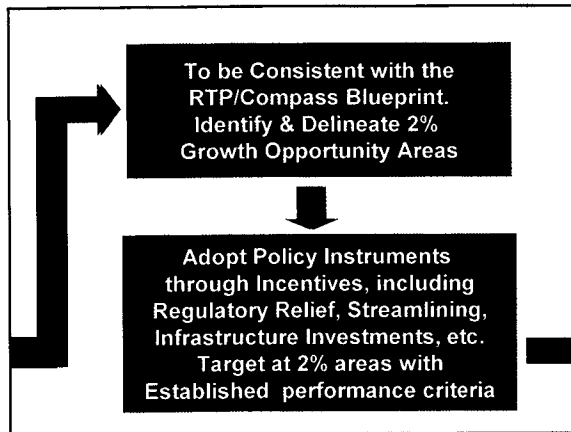 To be Consistent with the
RTP/Compass Blueprint.
Identify & Delineate 2%
Growth Opportunity Areas
Adopt Policy Instruments
through Incentives, including
Regulatory Relief, Streamlining,
Infrastructure Investments, etc.
Target at 2% areas with
Established performance criteria